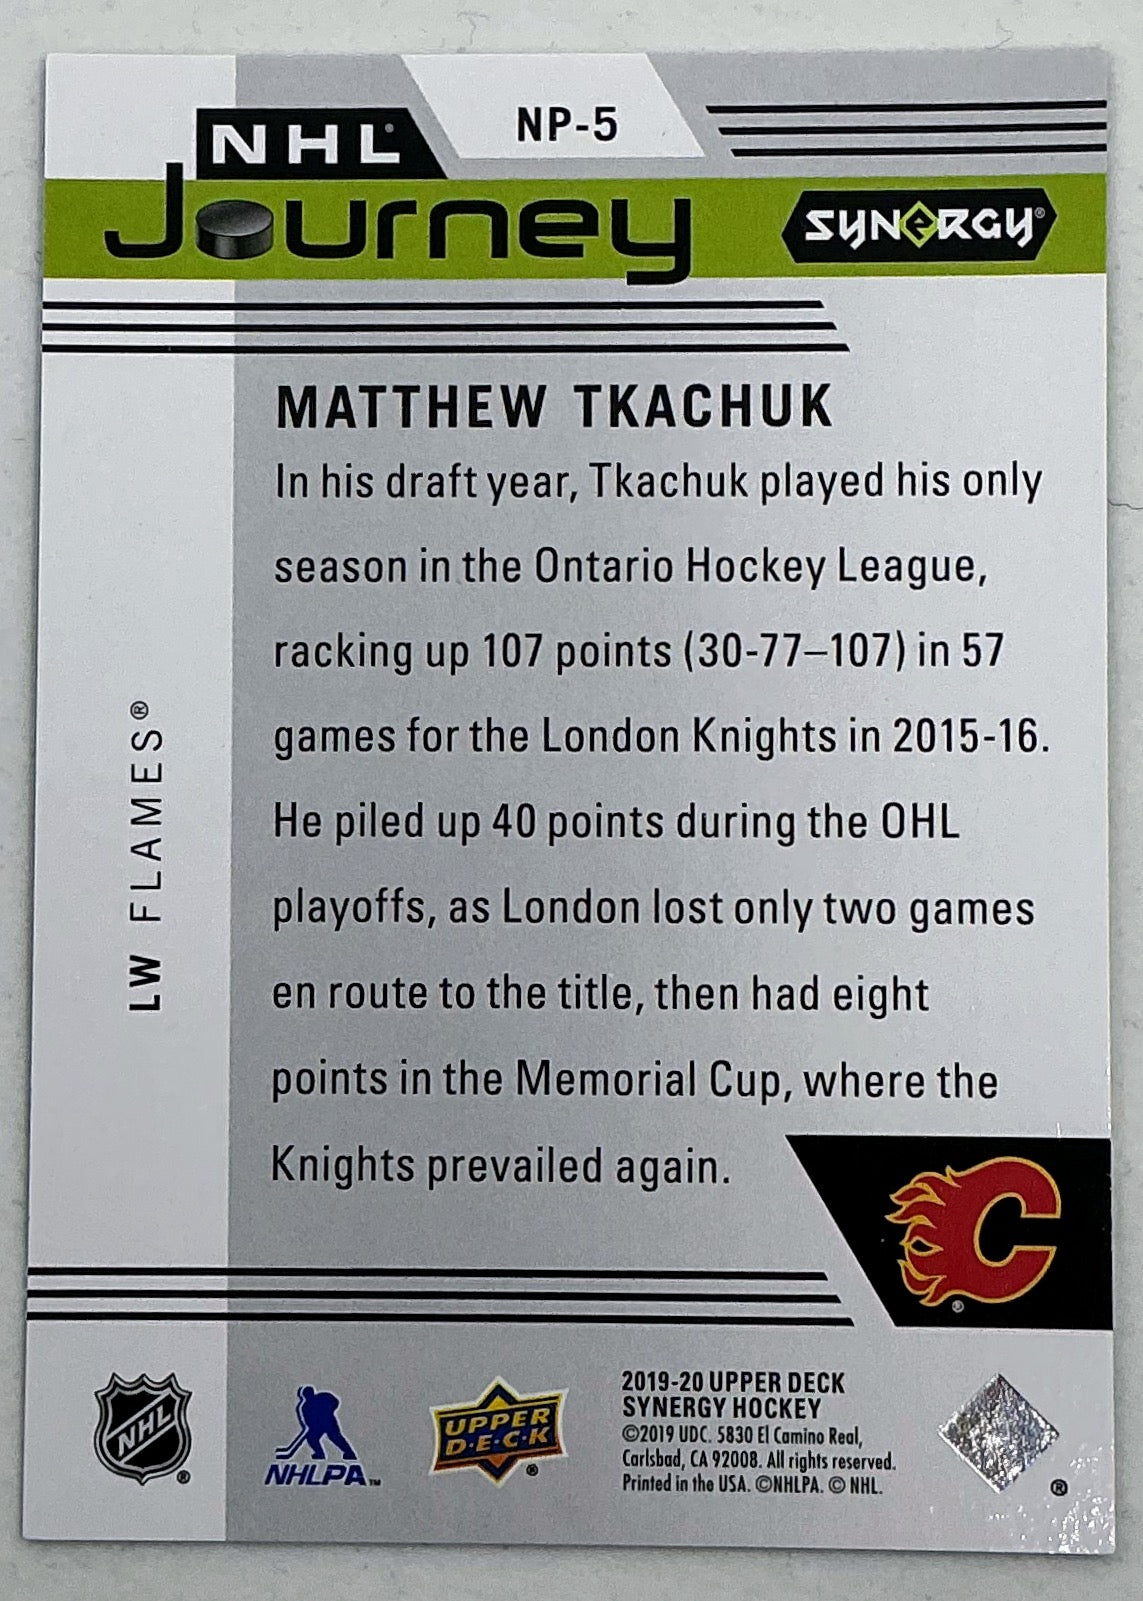 NP-5
NHL
Journey
SYNERGY®
MATTHEW TKACHUK
In his draft year, Tkachuk played his only
season in the Ontario Hockey League,
racking up 107 points (30-77–107) in 57
games for the London Knights in 2015-16.
He piled up 40 points during the OHL
playoffs, as London lost only two games
en route to the title, then had eight
points in the Memorial Cup, where the
Knights prevailed again.
LW FLAMES®
C
®
NHL
®
NHLPA™
UPPER
D·E·C·K
®
2019-20 UPPER DECK
SYNERGY HOCKEY
©2019 UDC. 5830 El Camino Real,
Carlsbad, CA 92008. All rights reserved.
Printed in the USA. ©NHLPA. © NHL.
®